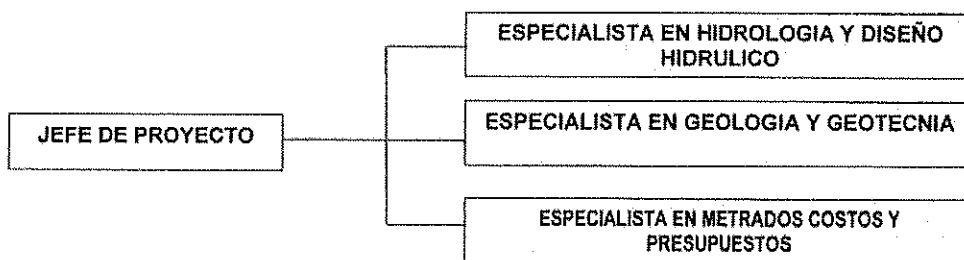 ESPECIALISTA EN HIDROLOGIA Y DISEÑO
HIDRULICO
JEFE DE PROYECTO
ESPECIALISTA EN GEOLOGIA Y GEOTECNIA
ESPECIALISTA EN METRADOS COSTOS Y
PRESUPUESTOS